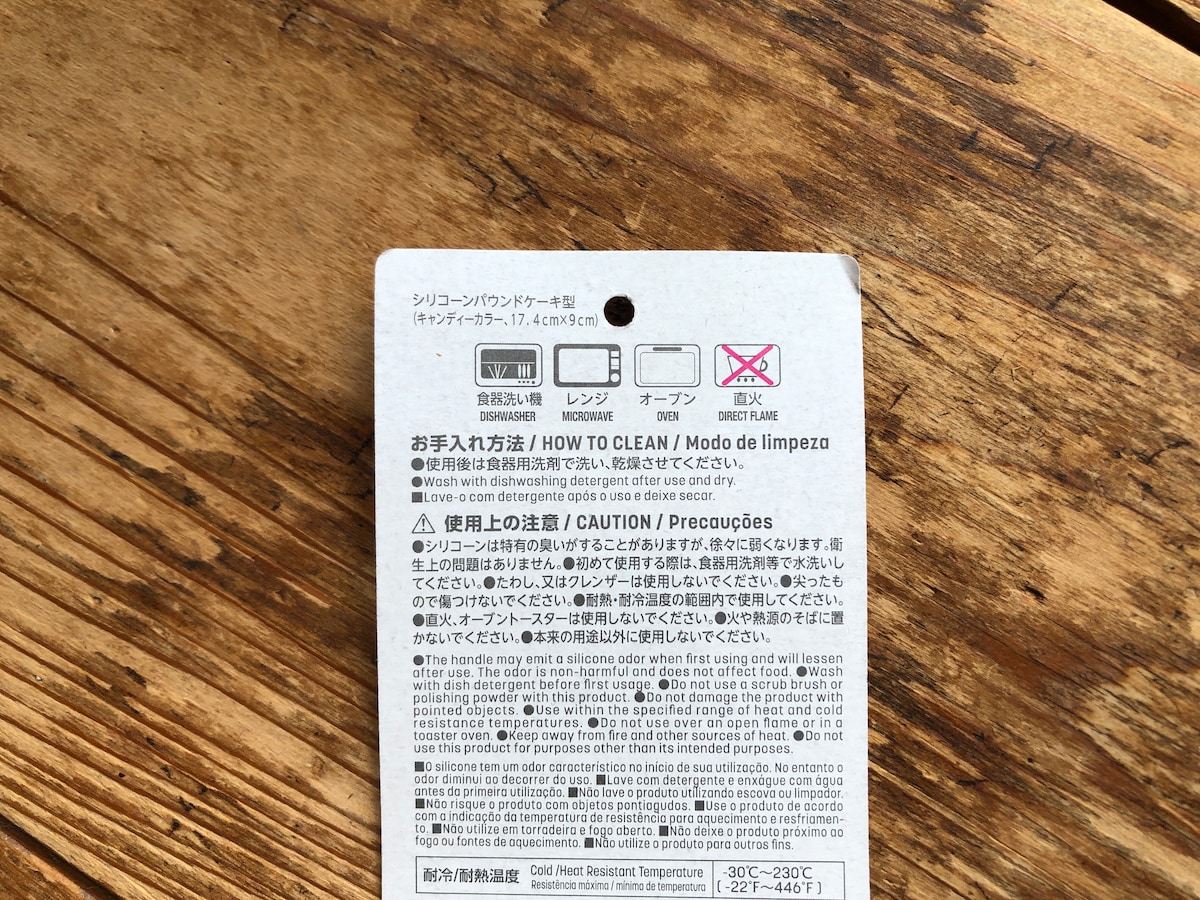 シリコーンパウンドケーキ型
(キャンディーカラー、17.4cm×9cm)
食器洗い機 レンジ オーブン 直火
DISHWASHER MICROWAVE OVEN DIRECT FLAME
お手入れ方法 / HOW TO CLEAN / Modo de limpeza
●使用後は食器用洗剤で洗い、乾燥させてください。
●Wash with dishwashing detergent after use and dry.
■Lave-o com detergente após o uso e deixe secar.
⚠ 使用上の注意 / CAUTION / Precauções
●シリコーンは特有の臭いがすることがありますが、徐々に弱くなります。衛
生上の問題はありません。●初めて使用する際は、食器用洗剤等で水洗いし
てください。●たわし、又はクレンザーは使用しないでください。●尖ったも
ので傷つけないでください。●耐熱・耐冷温度の範囲内で使用してください。
●直火、オーブントースターは使用しないでください。●火や熱源のそばに置
かないでください。●本来の用途以外に使用しないでください。
●The handle may emit a silicone odor when first using and will lessen
after use. The odor is non-harmful and does not affect food. ●Wash
with dish detergent before first usage. ●Do not use a scrub brush or
polishing powder with this product. ●Do not damage the product with
pointed objects. ●Use within the specified range of heat and cold
resistance temperatures. ●Do not use over an open flame or in a
toaster oven. ●Keep away from fire and other sources of heat. ●Do not
use this product for purposes other than its intended purposes.
■O silicone tem um odor característico no início de sua utilização. No entanto o
odor diminui ao decorrer do uso. ■Lave com detergente e enxágue com água
antes da primeira utilização. ■Não lave o produto utilizando escova ou limpador.
■Não risque o produto com objetos pontiagudos. ■Use o produto de acordo
com a indicação da temperatura de resistência para aquecimento e resfriamen-
to. ■Não utilize em torradeira e fogo aberto. ■Não deixe o produto próximo ao
fogo ou fontes de aquecimento. ■Não utilize o produto para outros fins.
耐冷/耐熱温度 Cold /Heat Resistant Temperature -30℃～230℃
Resistência máxima / mínima de temperatura [ -22℉～446℉ ]